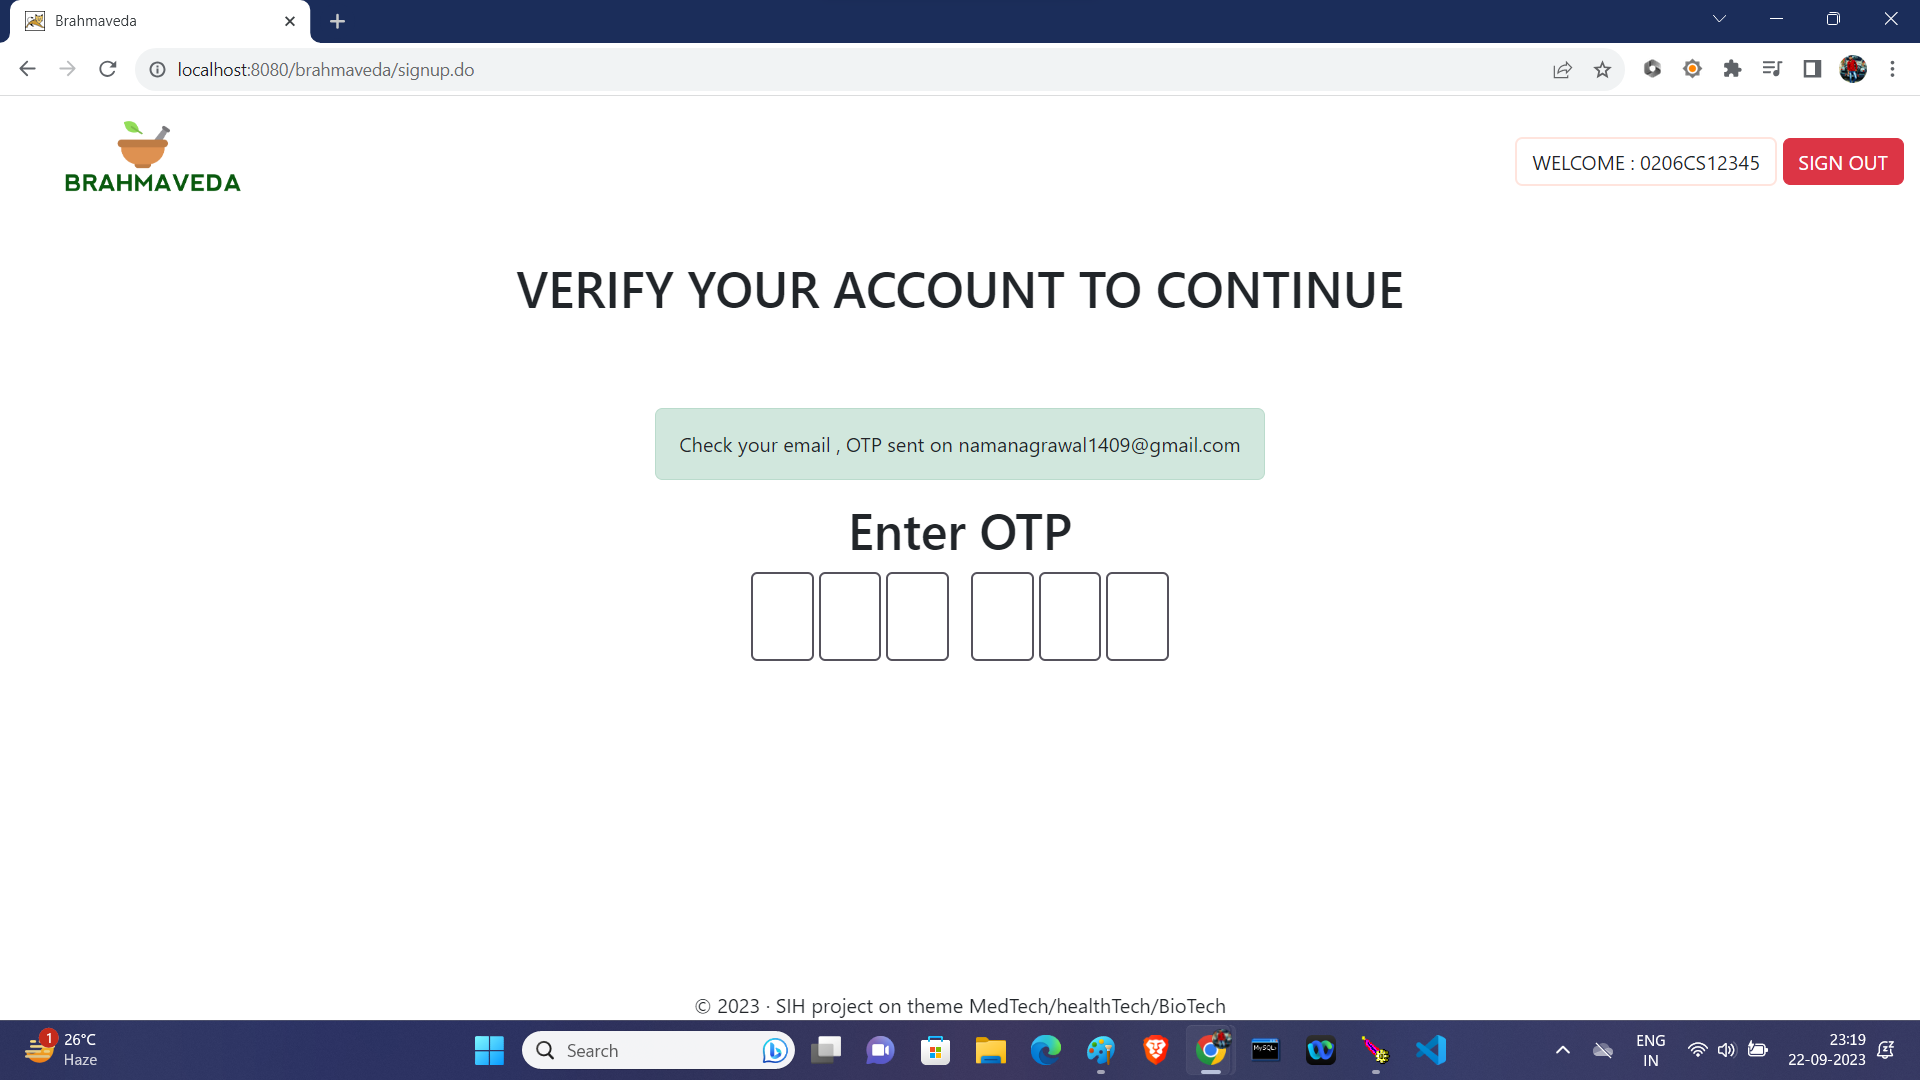 Brahmaveda
localhost:8080/brahmaveda/signup.do
BRAHMAVEDA
WELCOME : 0206CS12345
SIGN OUT
VERIFY YOUR ACCOUNT TO CONTINUE
Check your email , OTP sent on namanagrawal1409@gmail.com
Enter OTP
© 2023 · SIH project on theme MedTech/healthTech/BioTech
1
26°C
Haze
Search
MySQL
ENG
IN
23:19
22-09-2023